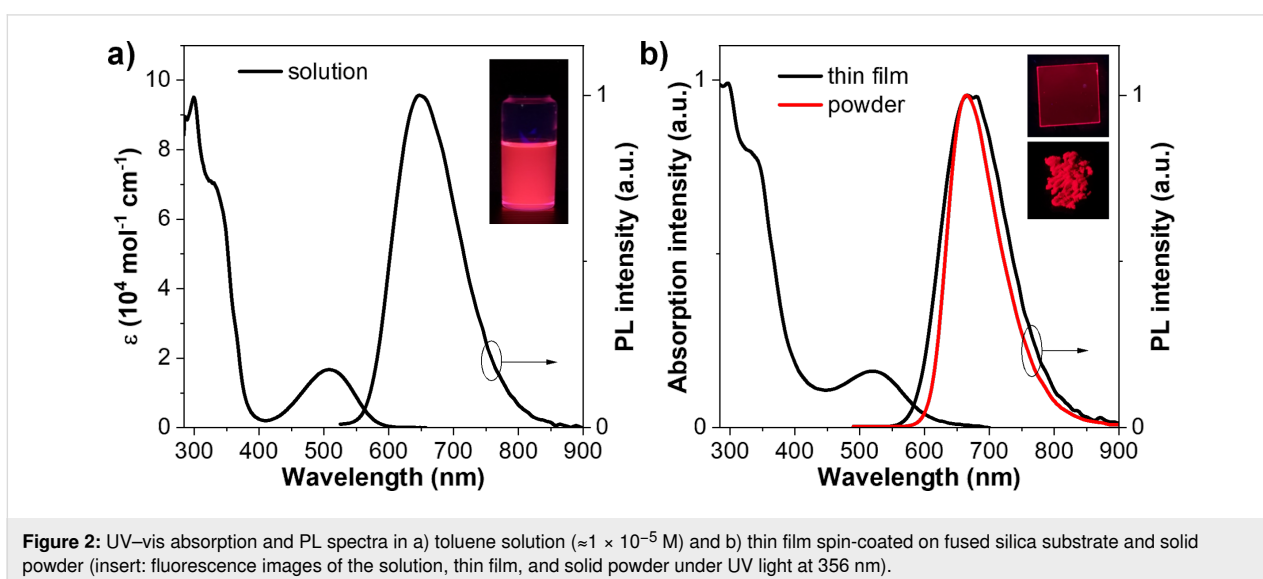 a)
solution
ε (10⁴ mol⁻¹ cm⁻¹)
10
8
6
4
2
0
1
0
PL intensity (a.u.)
300 400 500 600 700 800 900
Wavelength (nm)
b)
thin film
powder
Absorption intensity (a.u.)
1
0
1
0
PL intensity (a.u.)
300 400 500 600 700 800 900
Wavelength (nm)
Figure 2: UV–vis absorption and PL spectra in a) toluene solution (≈1 × 10⁻⁵ M) and b) thin film spin-coated on fused silica substrate and solid
powder (insert: fluorescence images of the solution, thin film, and solid powder under UV light at 356 nm).